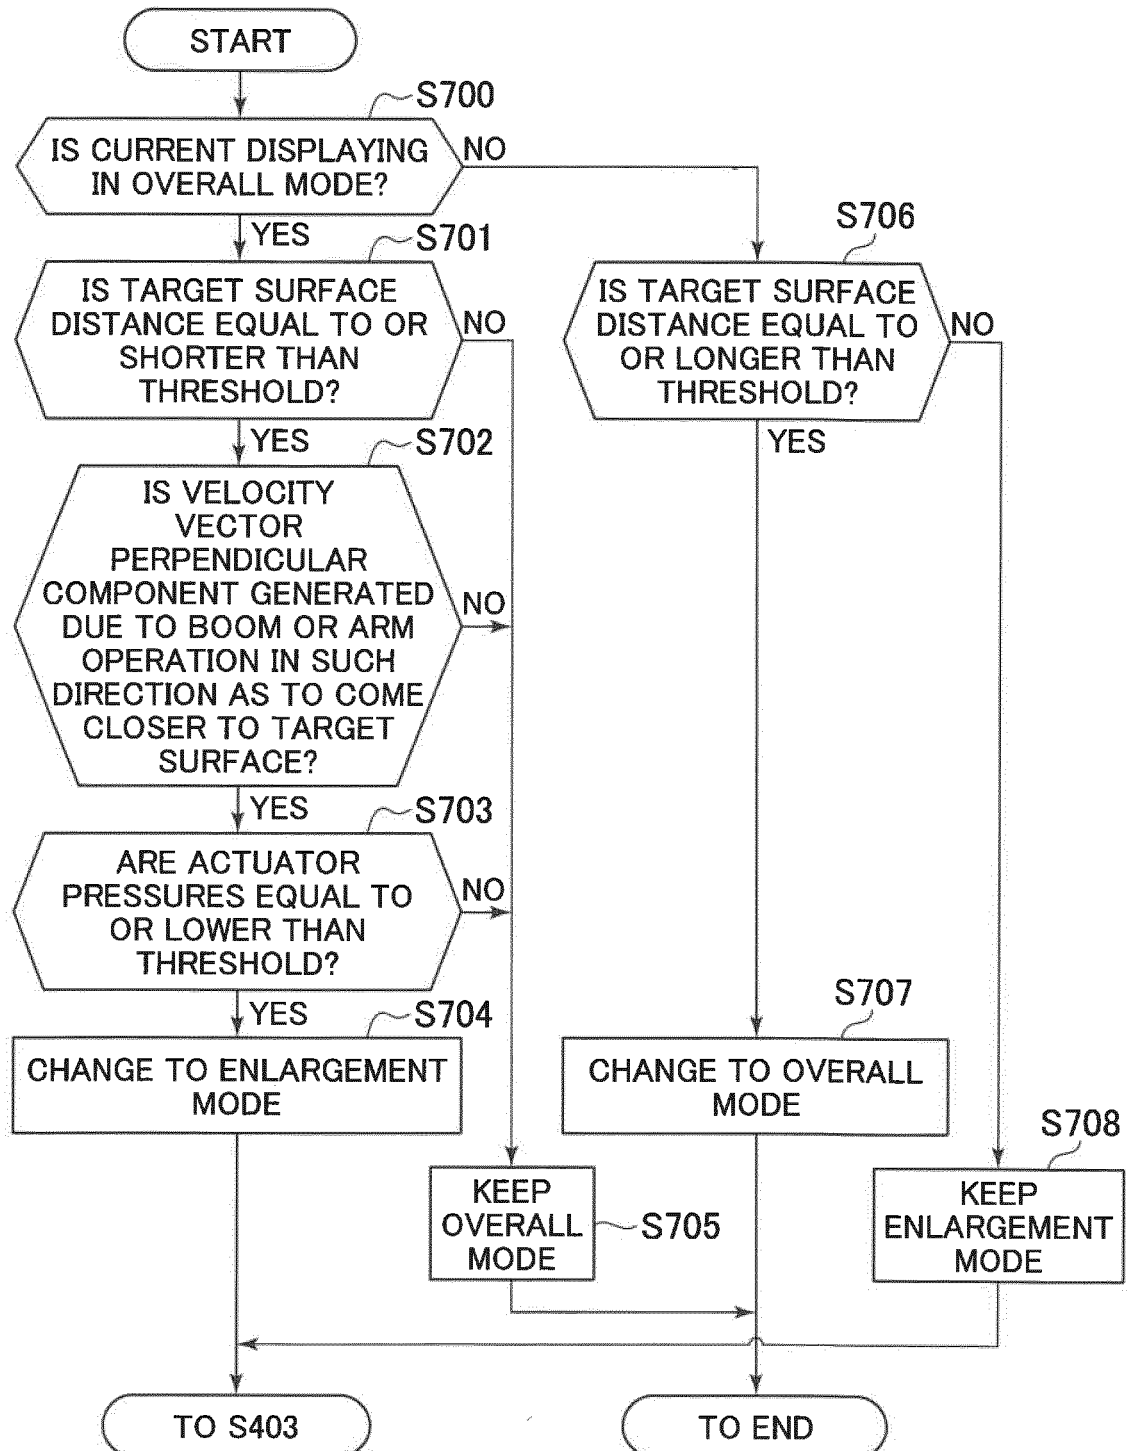 START
S700
IS CURRENT DISPLAYING
IN OVERALL MODE?
NO
YES
S701
IS TARGET SURFACE
DISTANCE EQUAL TO OR
SHORTER THAN
THRESHOLD?
NO
YES
S702
IS VELOCITY
VECTOR
PERPENDICULAR
COMPONENT GENERATED
DUE TO BOOM OR ARM
OPERATION IN SUCH
DIRECTION AS TO COME
CLOSER TO TARGET
SURFACE?
NO
YES
S703
ARE ACTUATOR
PRESSURES EQUAL TO
OR LOWER THAN
THRESHOLD?
NO
YES
S704
CHANGE TO ENLARGEMENT
MODE
KEEP
OVERALL
MODE
S705
S706
IS TARGET SURFACE
DISTANCE EQUAL TO
OR LONGER THAN
THRESHOLD?
NO
YES
S707
CHANGE TO OVERALL
MODE
S708
KEEP
ENLARGEMENT
MODE
TO S403
TO END